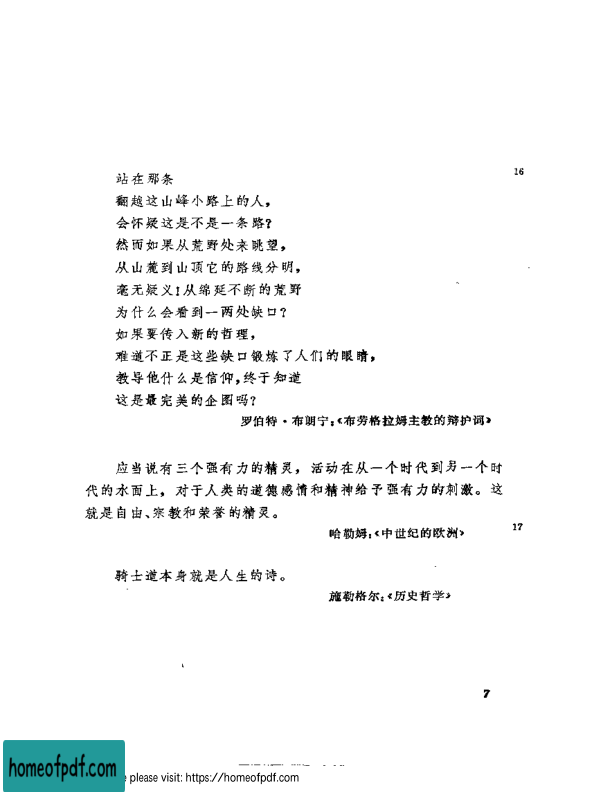 16
站在那条
翻越这山峰小路上的人，
会怀疑这是不是一条路？
然而如果从荒野处来眺望，
从山麓到山顶它的路线分明，
毫无疑义！从绵延不断的荒野
为什么会看到一两处缺口？
如果要传入新的哲理，
难道不正是这些缺口锻炼了人们的眼睛，
教导他什么是信仰，终于知道
这是最完美的企图吗？
罗伯特·布朗宁：《布劳格拉姆主教的辩护词》
应当说有三个强有力的精灵，活动在从一个时代到另一个时
代的水面上，对于人类的道德感情和精神给予强有力的刺激。这
就是自由、宗教和荣誉的精灵。
哈勒姆：《中世纪的欧洲》
17
骑士道本身就是人生的诗。
施勒格尔：《历史哲学》
7
homeofpdf.com
please visit: https://homeofpdf.com